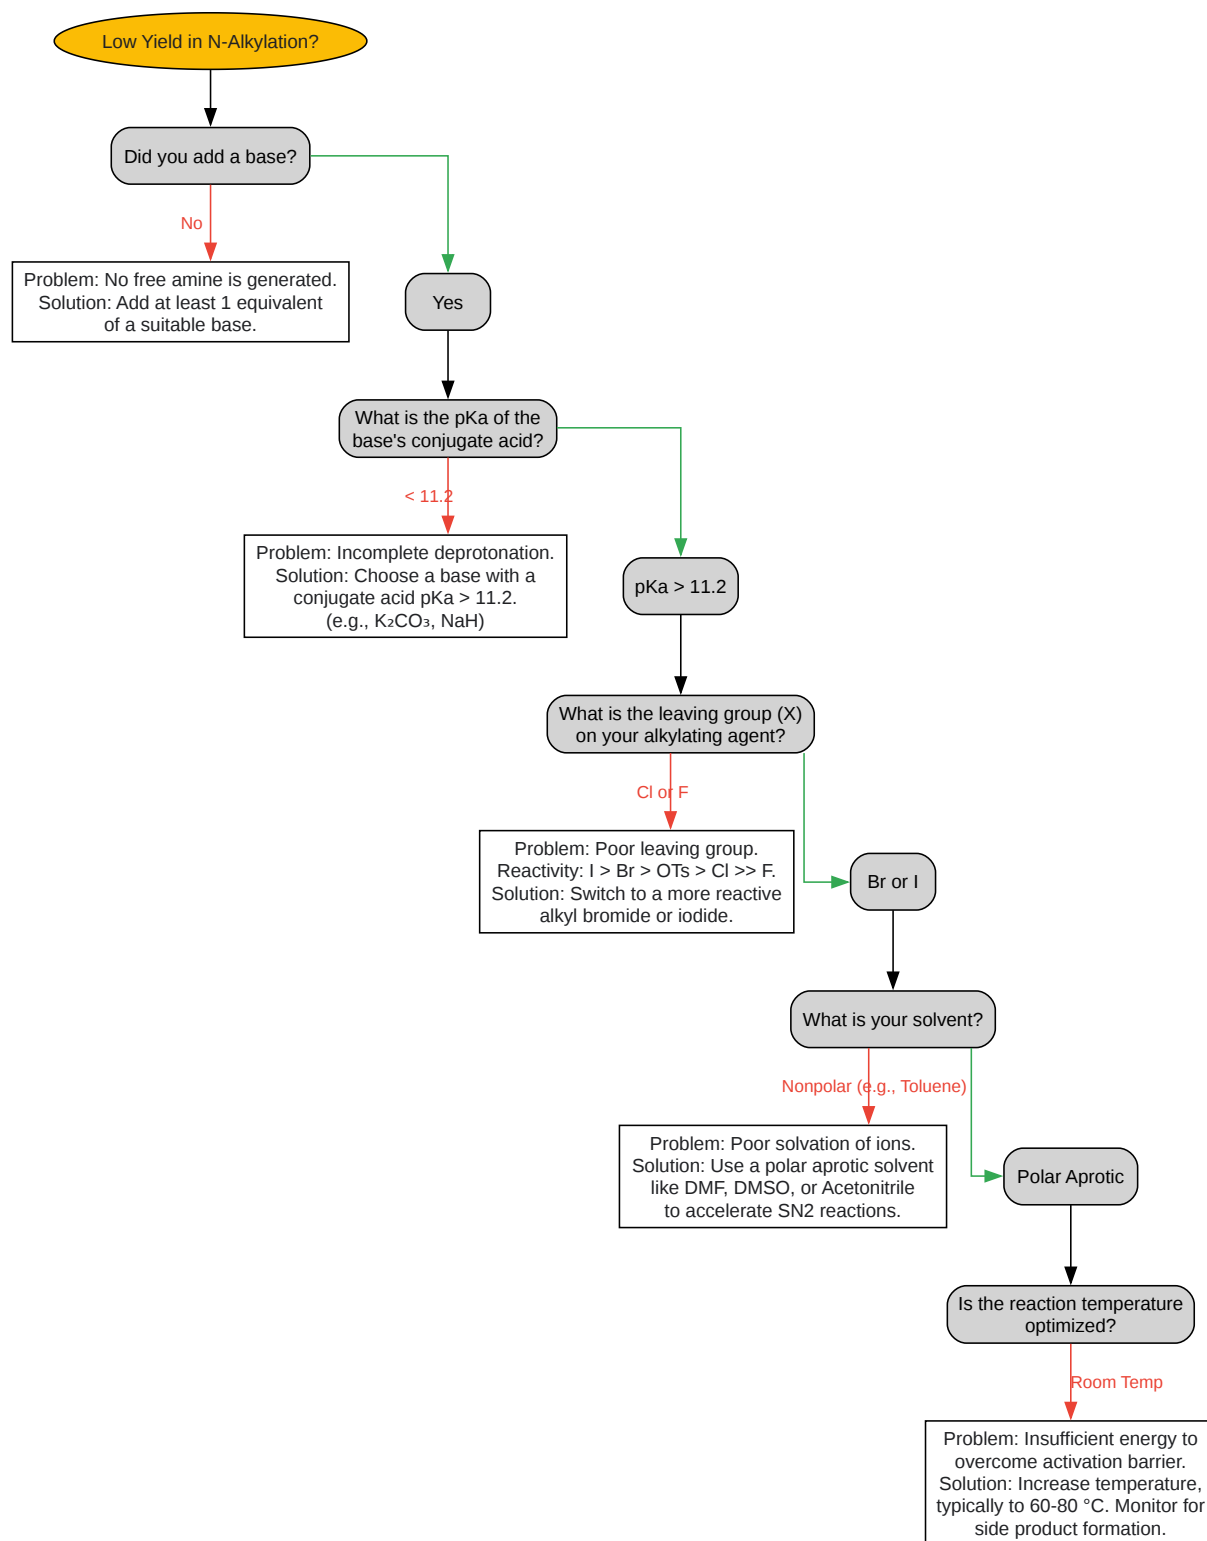 Low Yield in N-Alkylation?
Did you add a base?
No
Problem: No free amine is generated.
Solution: Add at least 1 equivalent
of a suitable base.
Yes
What is the pKa of the
base's conjugate acid?
< 11.2
Problem: Incomplete deprotonation.
Solution: Choose a base with a
conjugate acid pKa > 11.2.
(e.g., K₂CO₃, NaH)
pKa > 11.2
What is the leaving group (X)
on your alkylating agent?
Cl or F
Problem: Poor leaving group.
Reactivity: I > Br > OTs > Cl >> F.
Solution: Switch to a more reactive
alkyl bromide or iodide.
Br or I
What is your solvent?
Nonpolar (e.g., Toluene)
Problem: Poor solvation of ions.
Solution: Use a polar aprotic solvent
like DMF, DMSO, or Acetonitrile
to accelerate SN2 reactions.
Polar Aprotic
Is the reaction temperature
optimized?
Room Temp
Problem: Insufficient energy to
overcome activation barrier.
Solution: Increase temperature,
typically to 60-80 °C. Monitor for
side product formation.